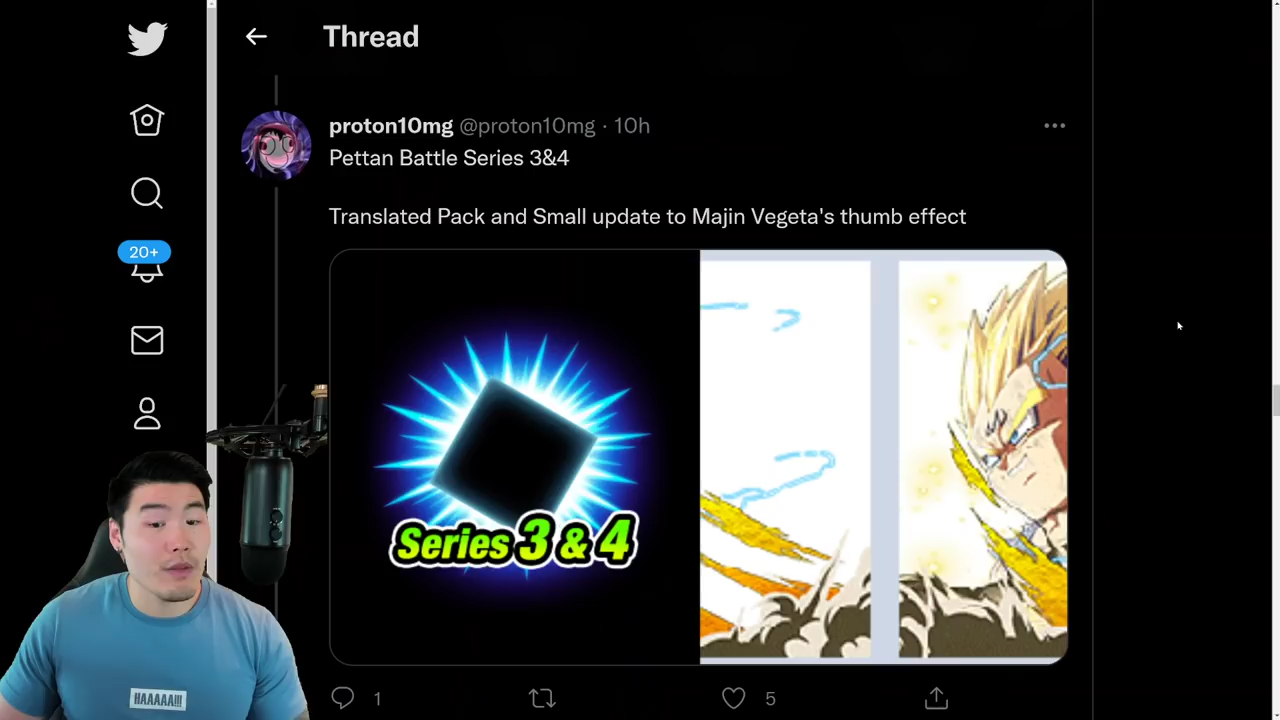 Thread
proton10mg @proton10mg · 10h
Pettan Battle Series 3&4
Translated Pack and Small update to Majin Vegeta's thumb effect
20+
Series 3 & 4
HAAAAA!!!
1
5